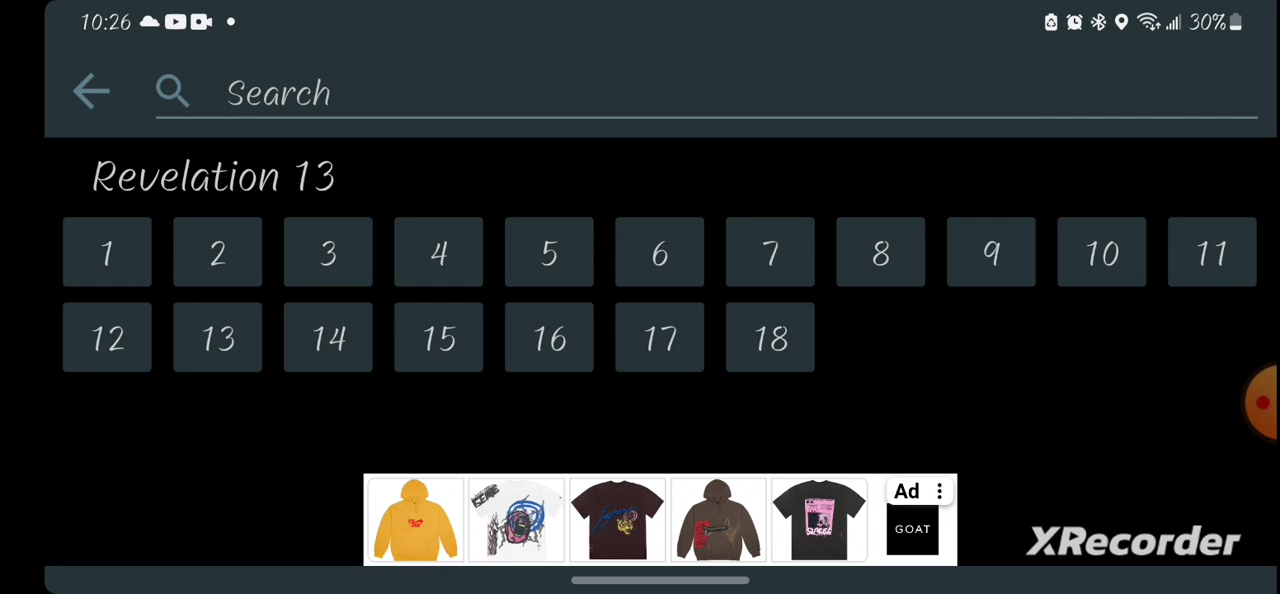 10:26 30%
Search
Revelation 13
1 2 3 4 5 6 7 8 9 10 11
12 13 14 15 16 17 18
Ad
GOAT
XRecorder